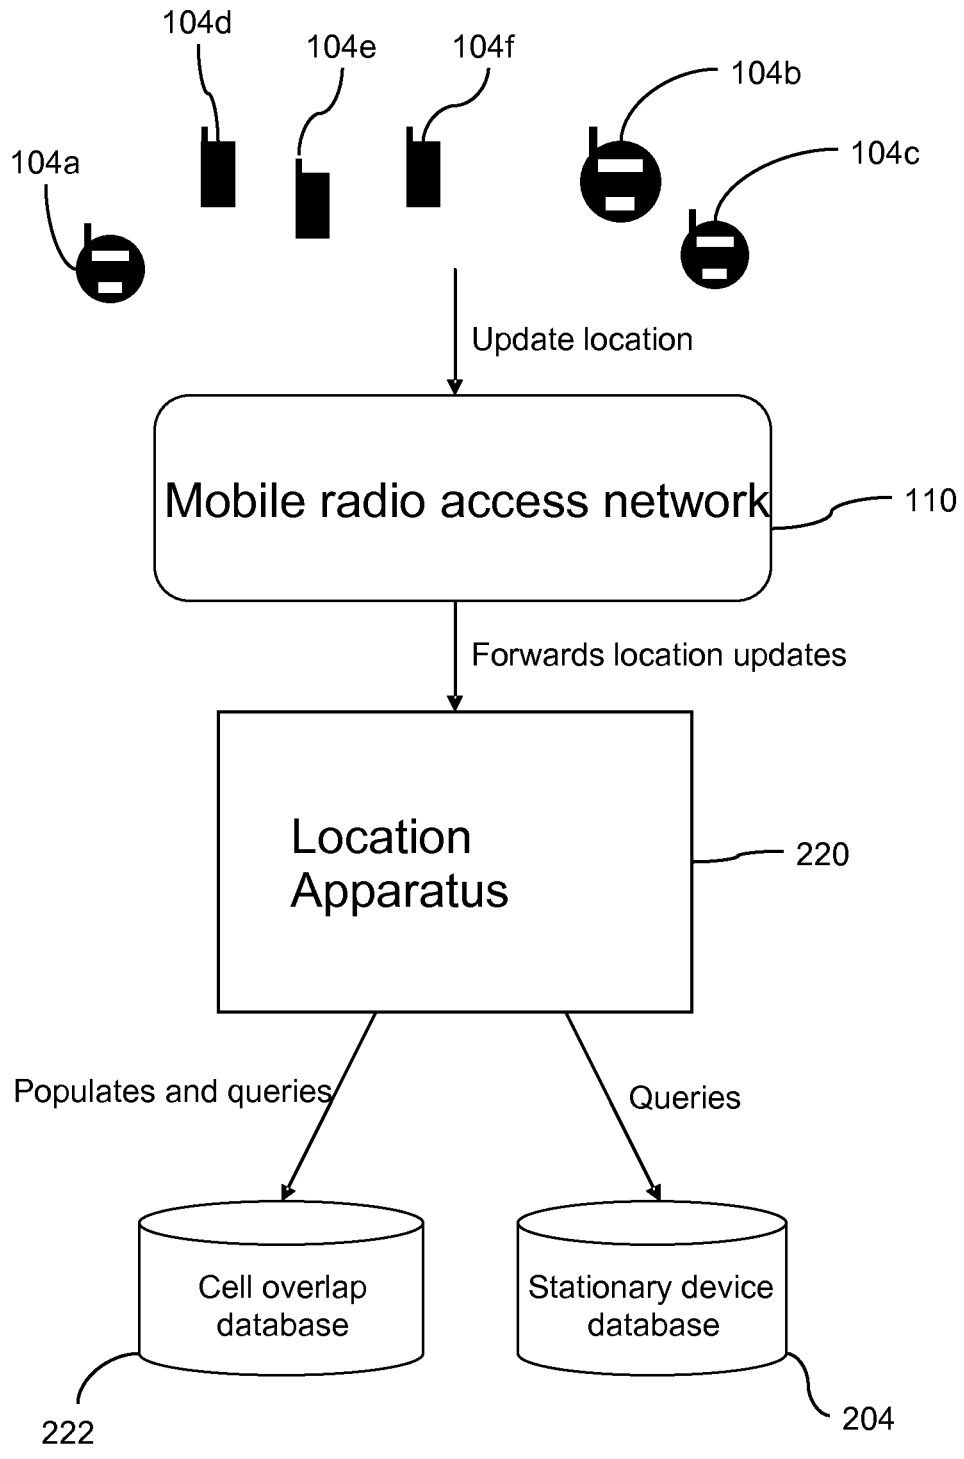 104d
104e
104f
104b
104a
104c
Update location
Mobile radio access network
110
Forwards location updates
Location
Apparatus
220
Populates and queries
Queries
Cell overlap
database
Stationary device
database
222
204